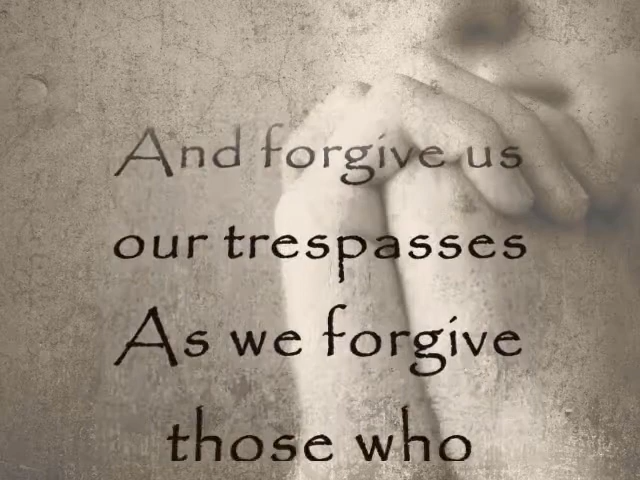 And forgive us
our trespasses
As we forgive
those who